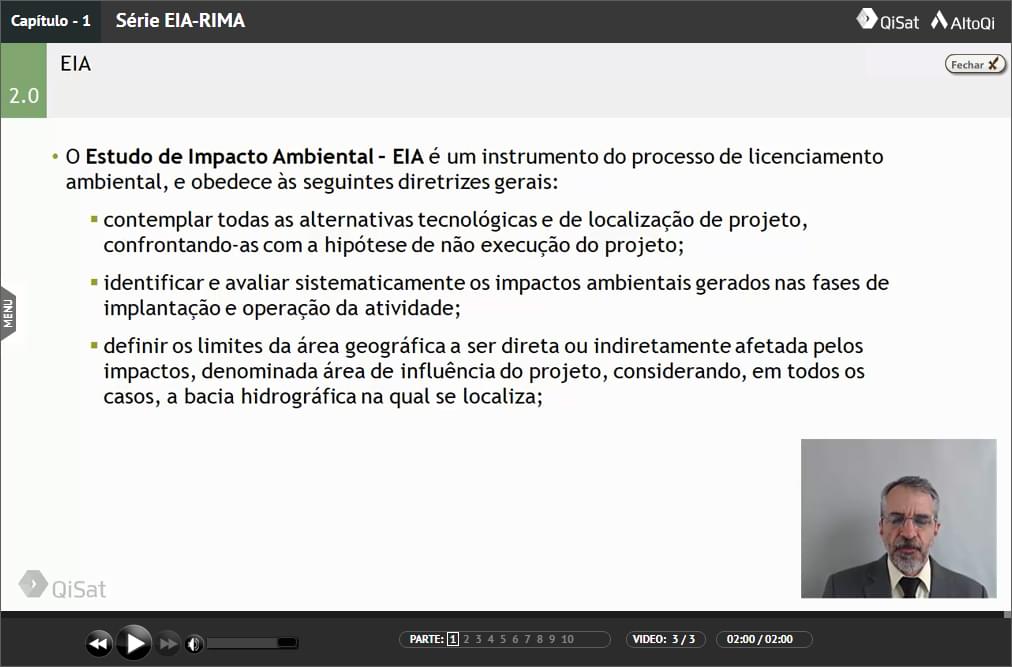 Capítulo - 1
Série EIA-RIMA
QiSat
AltoQi
EIA
Fechar
2.0
• O Estudo de Impacto Ambiental – EIA é um instrumento do processo de licenciamento
ambiental, e obedece às seguintes diretrizes gerais:
contemplar todas as alternativas tecnológicas e de localização de projeto,
confrontando-as com a hipótese de não execução do projeto;
identificar e avaliar sistematicamente os impactos ambientais gerados nas fases de
implantação e operação da atividade;
definir os limites da área geográfica a ser direta ou indiretamente afetada pelos
impactos, denominada área de influência do projeto, considerando, em todos os
casos, a bacia hidrográfica na qual se localiza;
MENU
QiSat
PARTE: 1 2 3 4 5 6 7 8 9 10
VIDEO: 3 / 3
02:00 / 02:00